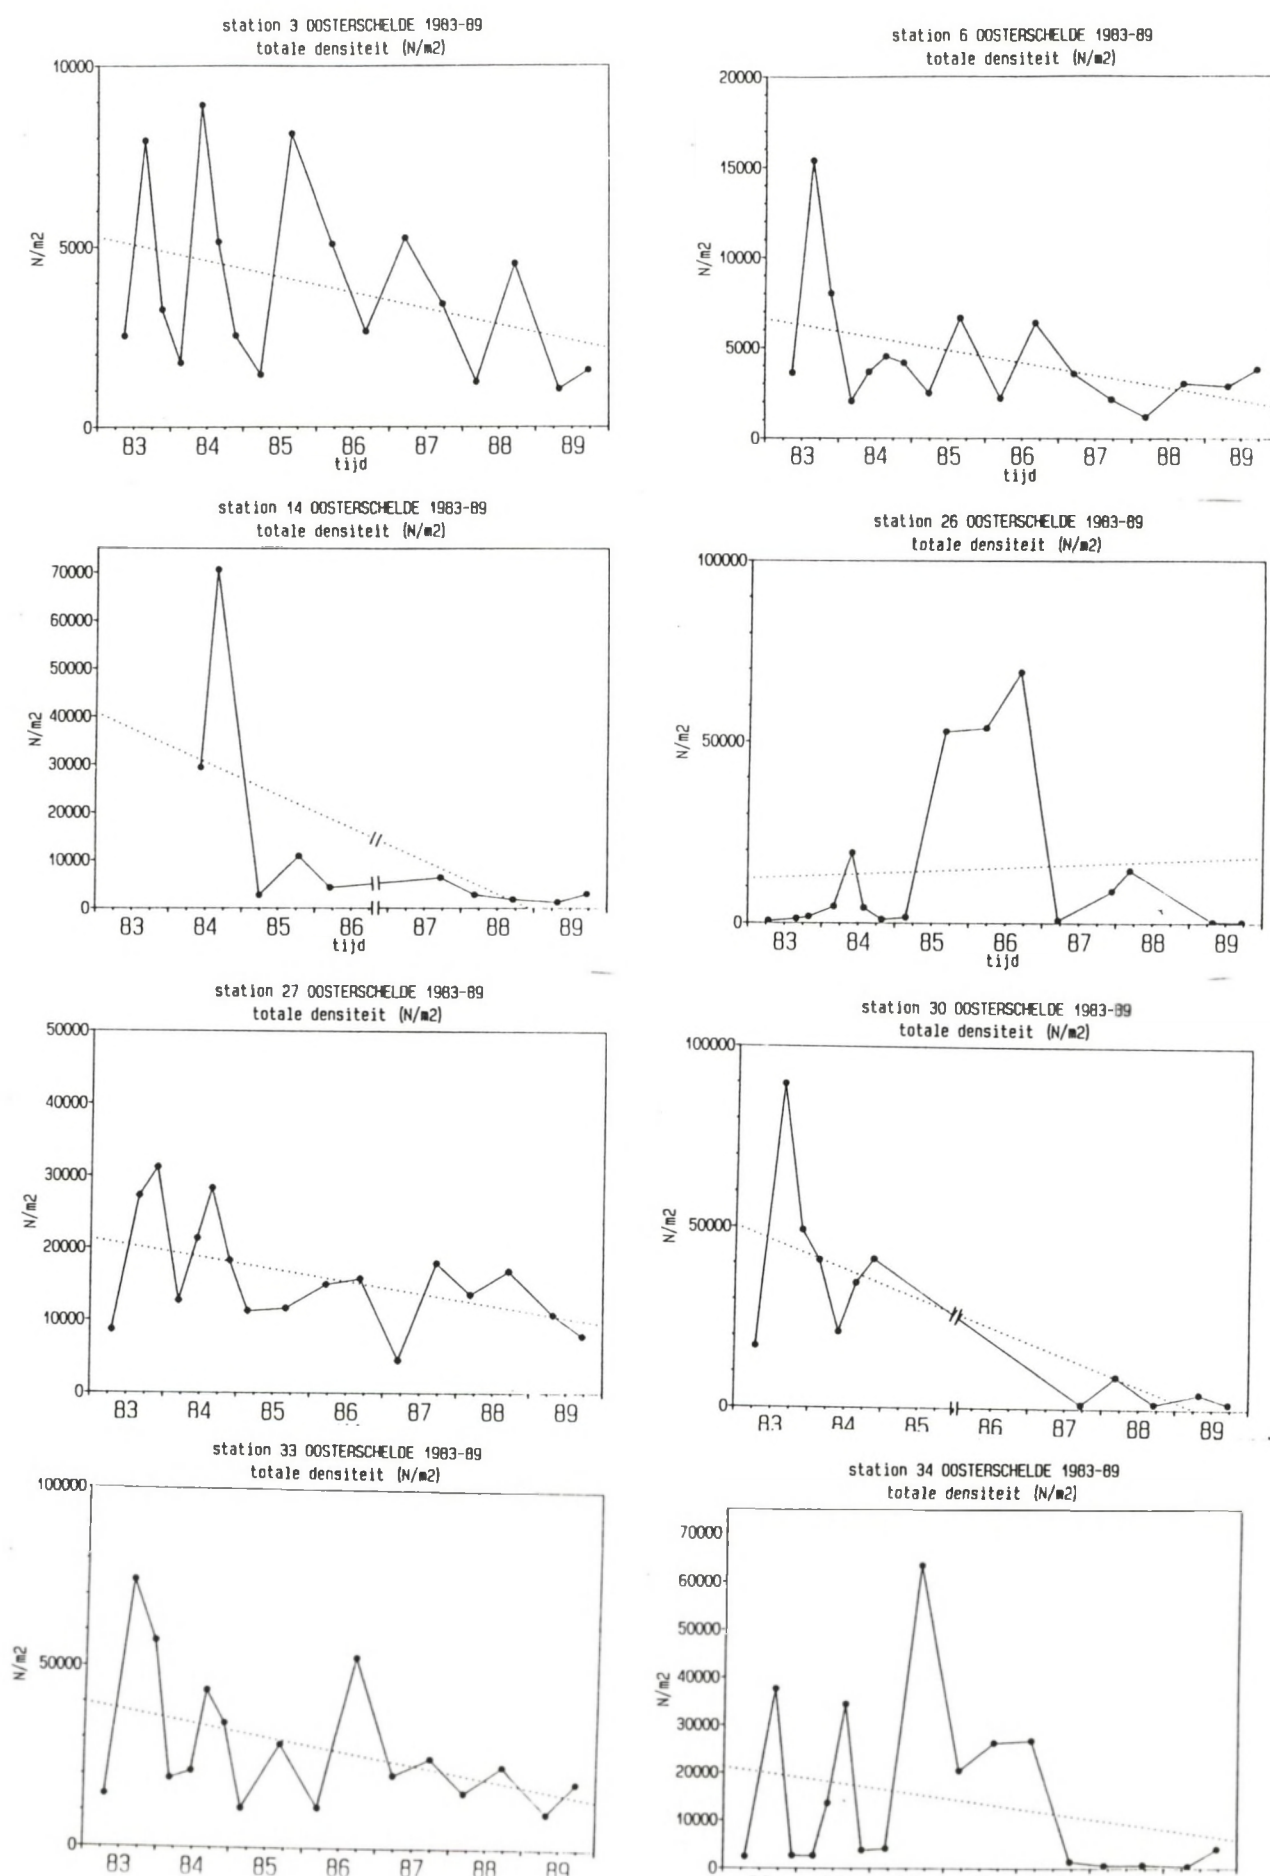 station 3 OOSTERSCHELDE 1983-89
totale densiteit (N/m2)
10000
5000
0
N/m2
83 84 85 86 87 88 89
tijd
station 6 OOSTERSCHELDE 1983-89
totale densiteit (N/m2)
20000
15000
10000
5000
0
N/m2
83 84 85 86 87 88 89
tijd
station 14 OOSTERSCHELDE 1983-89
totale densiteit (N/m2)
70000
60000
50000
40000
30000
20000
10000
0
N/m2
83 84 85 86 87 88 89
tijd
station 26 OOSTERSCHELDE 1983-89
totale densiteit (N/m2)
100000
50000
0
N/m2
83 84 85 86 87 88 89
tijd
station 27 OOSTERSCHELDE 1983-89
totale densiteit (N/m2)
50000
40000
30000
20000
10000
0
N/m2
83 84 85 86 87 88 89
station 30 OOSTERSCHELDE 1983-89
totale densiteit (N/m2)
100000
50000
0
N/m2
83 84 85 86 87 88 89
station 33 OOSTERSCHELDE 1983-89
totale densiteit (N/m2)
100000
50000
0
N/m2
83 84 85 86 87 88 89
station 34 OOSTERSCHELDE 1983-89
totale densiteit (N/m2)
70000
60000
50000
40000
30000
20000
10000
0
N/m2